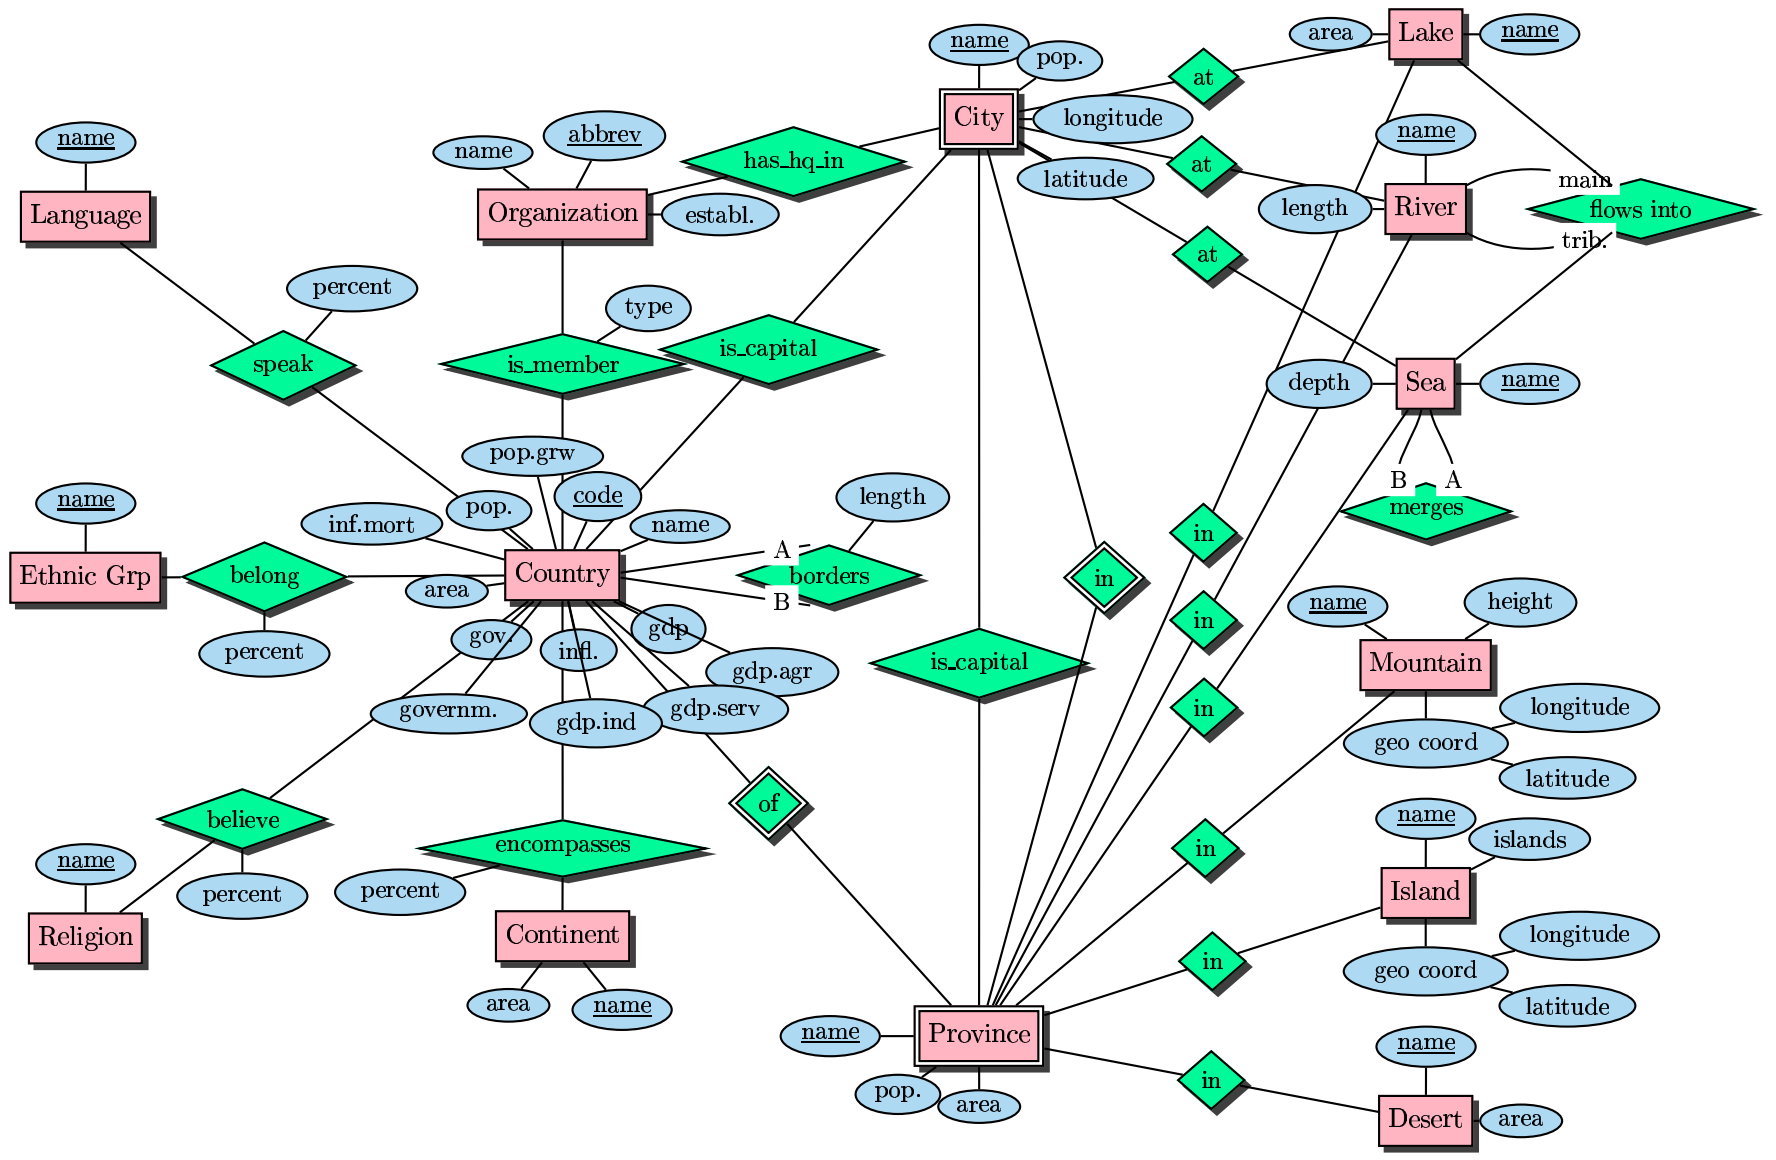 name
pop.
City
area
Lake
name
at
longitude
name
abbrev
name
has_hq_in
at
latitude
name
Language
name
Organization
establ.
length
River
main
flows into
trib.
at
percent
type
speak
is_member
is_capital
depth
Sea
name
pop.grw
code
length
B
A
merges
name
inf.mort
pop.
name
in
Ethnic Grp
belong
area
Country
A
borders
B
in
in
name
height
percent
gov.
infl.
gdp
gdp.agr
is_capital
Mountain
governm.
gdp.ind
gdp.serv
in
longitude
geo coord
latitude
of
believe
encompasses
in
name
islands
name
percent
percent
Island
Religion
Continent
in
longitude
geo coord
latitude
area
name
name
Province
name
pop.
area
in
Desert
area